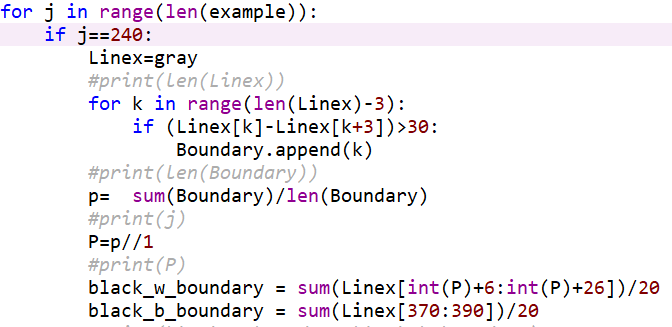 for j in range(len(example)):
    if j==240:
        Linex=gray
        #print(len(Linex))
        for k in range(len(Linex)-3):
            if (Linex[k]-Linex[k+3])>30:
                Boundary.append(k)
        #print(len(Boundary))
        p=  sum(Boundary)/len(Boundary)
        #print(j)
        P=p//1
        #print(P)
        black_w_boundary = sum(Linex[int(P)+6:int(P)+26])/20
        black_b_boundary = sum(Linex[370:390])/20